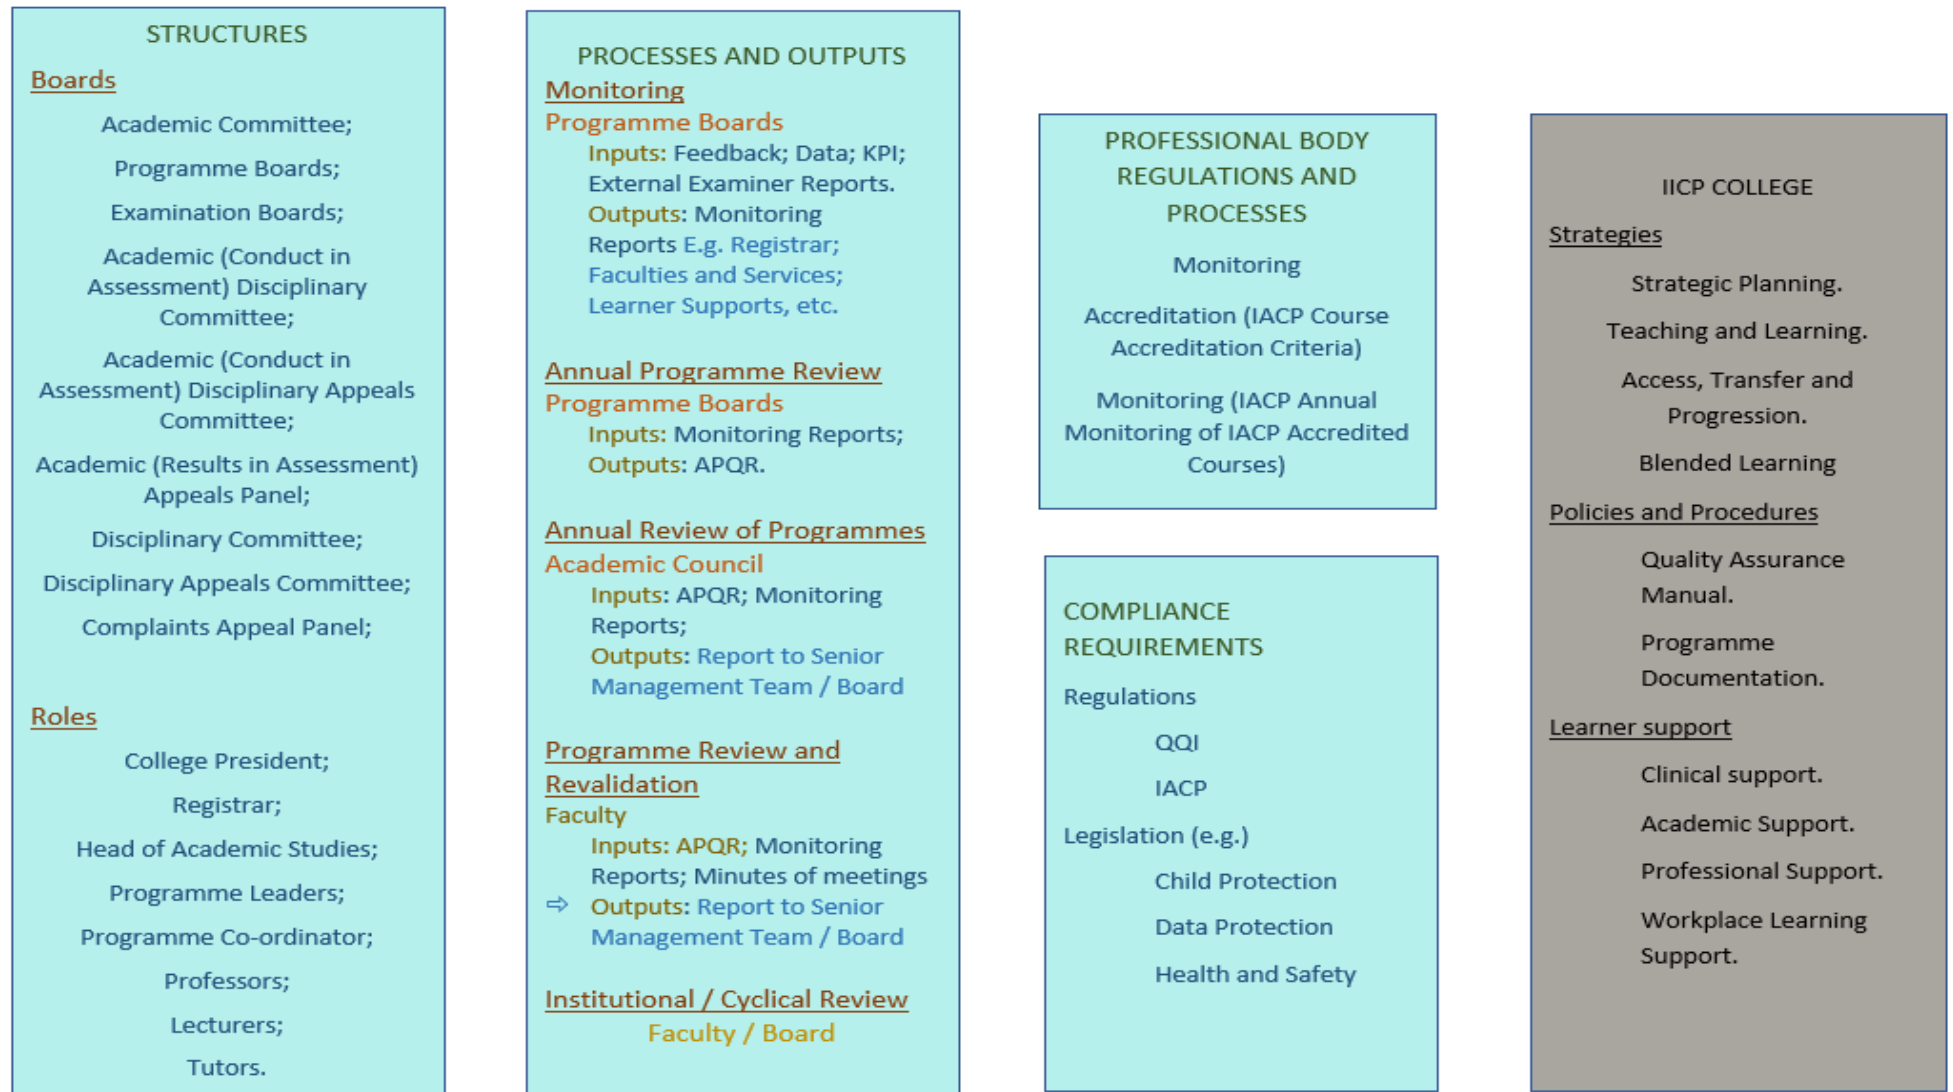 STRUCTURES
Boards
Academic Committee;
Programme Boards;
Examination Boards;
Academic (Conduct in
Assessment) Disciplinary
Committee;
Academic (Conduct in
Assessment) Disciplinary Appeals
Committee;
Academic (Results in Assessment)
Appeals Panel;
Disciplinary Committee;
Disciplinary Appeals Committee;
Complaints Appeal Panel;
Roles
College President;
Registrar;
Head of Academic Studies;
Programme Leaders;
Programme Co-ordinator;
Professors;
Lecturers;
Tutors.
PROCESSES AND OUTPUTS
Monitoring
Programme Boards
Inputs: Feedback; Data; KPI;
External Examiner Reports.
Outputs: Monitoring
Reports E.g. Registrar;
Faculties and Services;
Learner Supports, etc.
Annual Programme Review
Programme Boards
Inputs: Monitoring Reports;
Outputs: APQR.
Annual Review of Programmes
Academic Council
Inputs: APQR; Monitoring
Reports;
Outputs: Report to Senior
Management Team / Board
Programme Review and
Revalidation
Faculty
Inputs: APQR; Monitoring
Reports; Minutes of meetings
⇨ Outputs: Report to Senior
Management Team / Board
Institutional / Cyclical Review
Faculty / Board
PROFESSIONAL BODY
REGULATIONS AND
PROCESSES
Monitoring
Accreditation (IACP Course
Accreditation Criteria)
Monitoring (IACP Annual
Monitoring of IACP Accredited
Courses)
COMPLIANCE
REQUIREMENTS
Regulations
QQI
IACP
Legislation (e.g.)
Child Protection
Data Protection
Health and Safety
IICP COLLEGE
Strategies
Strategic Planning.
Teaching and Learning.
Access, Transfer and
Progression.
Blended Learning
Policies and Procedures
Quality Assurance
Manual.
Programme
Documentation.
Learner support
Clinical support.
Academic Support.
Professional Support.
Workplace Learning
Support.